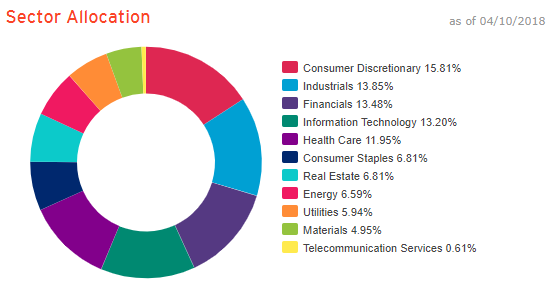 Sector Allocation
as of 04/10/2018
Consumer Discretionary 15.81%
Industrials 13.85%
Financials 13.48%
Information Technology 13.20%
Health Care 11.95%
Consumer Staples 6.81%
Real Estate 6.81%
Energy 6.59%
Utilities 5.94%
Materials 4.95%
Telecommunication Services 0.61%